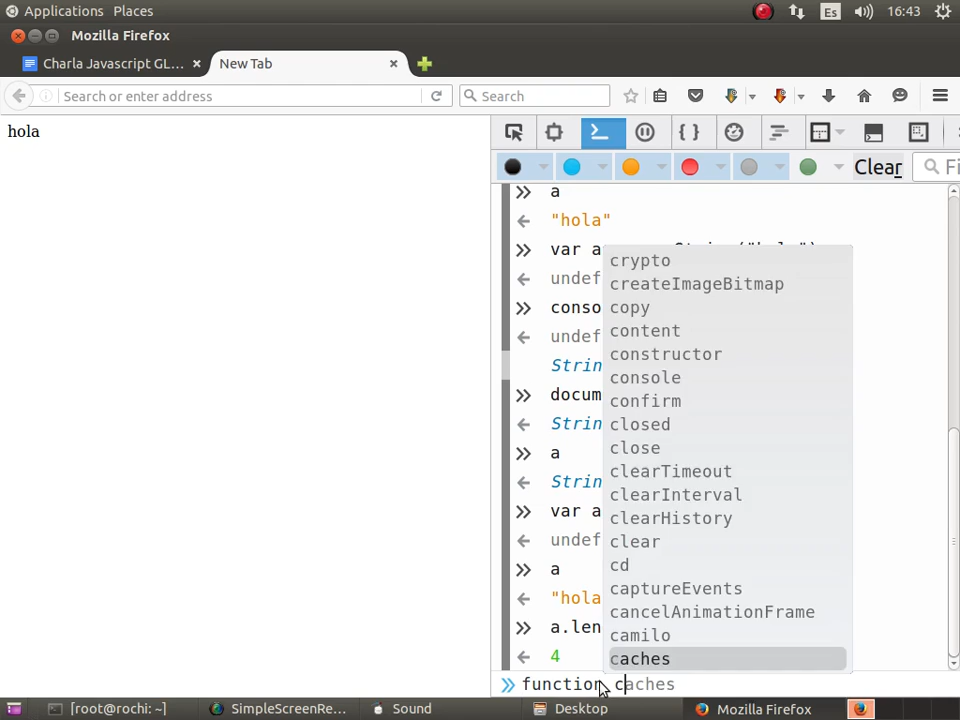 Applications Places Es 16:43
Mozilla Firefox
Charla Javascript GL... × New Tab ×
Search or enter address Search
hola
Clear Fi
a
"hola"
var a
undef
conso
undef
Strin
docum
Strin
a
Strin
var a
undef
a
"hola
a.len
4
crypto
createImageBitmap
copy
content
constructor
console
confirm
closed
close
clearTimeout
clearInterval
clearHistory
clear
cd
captureEvents
cancelAnimationFrame
camilo
caches
function caches
[root@rochi: ~] SimpleScreenRe... Sound Desktop Mozilla Firefox